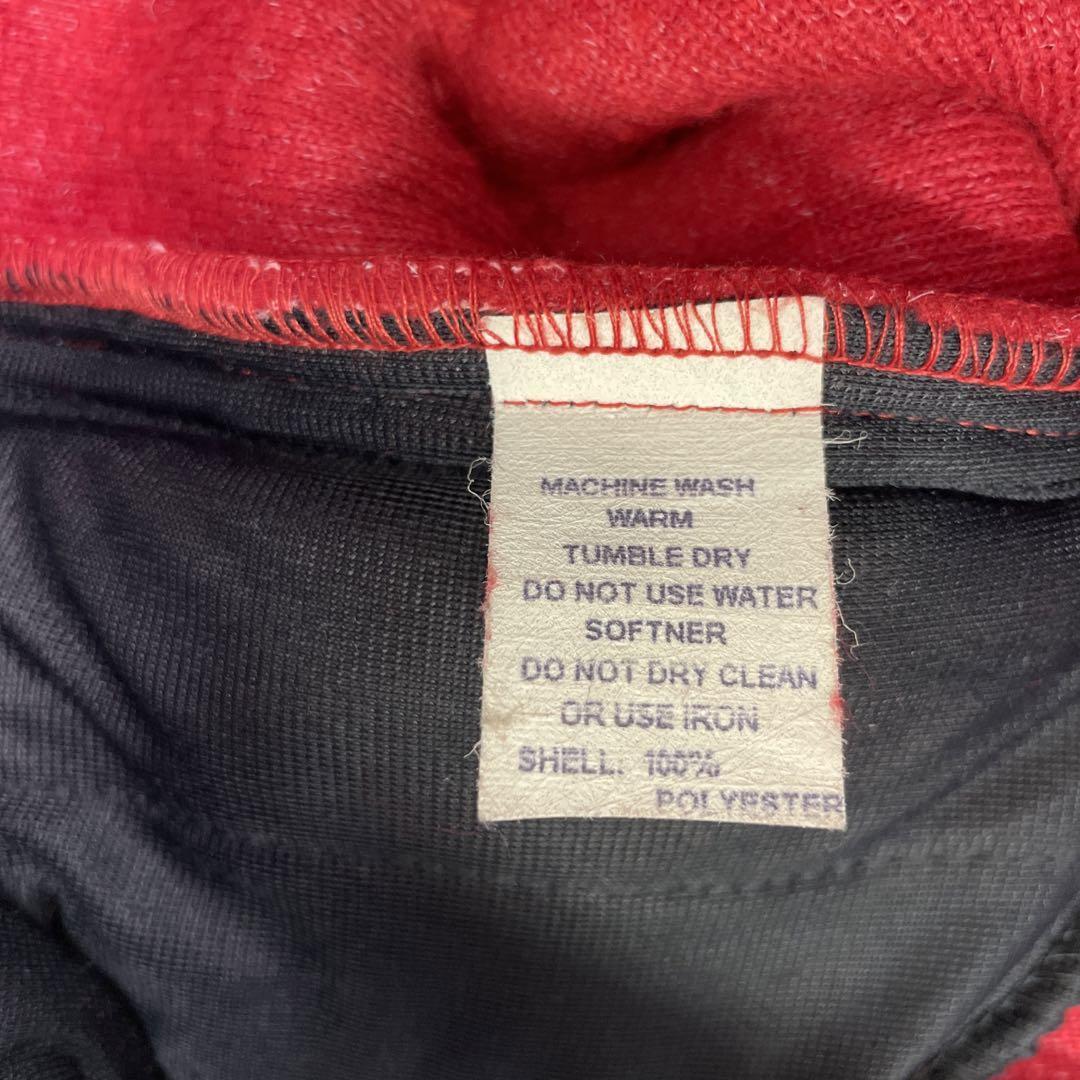 MACHINE WASH
WARM
TUMBLE DRY
DO NOT USE WATER
SOFTNER
DO NOT DRY CLEAN
OR USE IRON
SHELL: 100%
POLYESTER